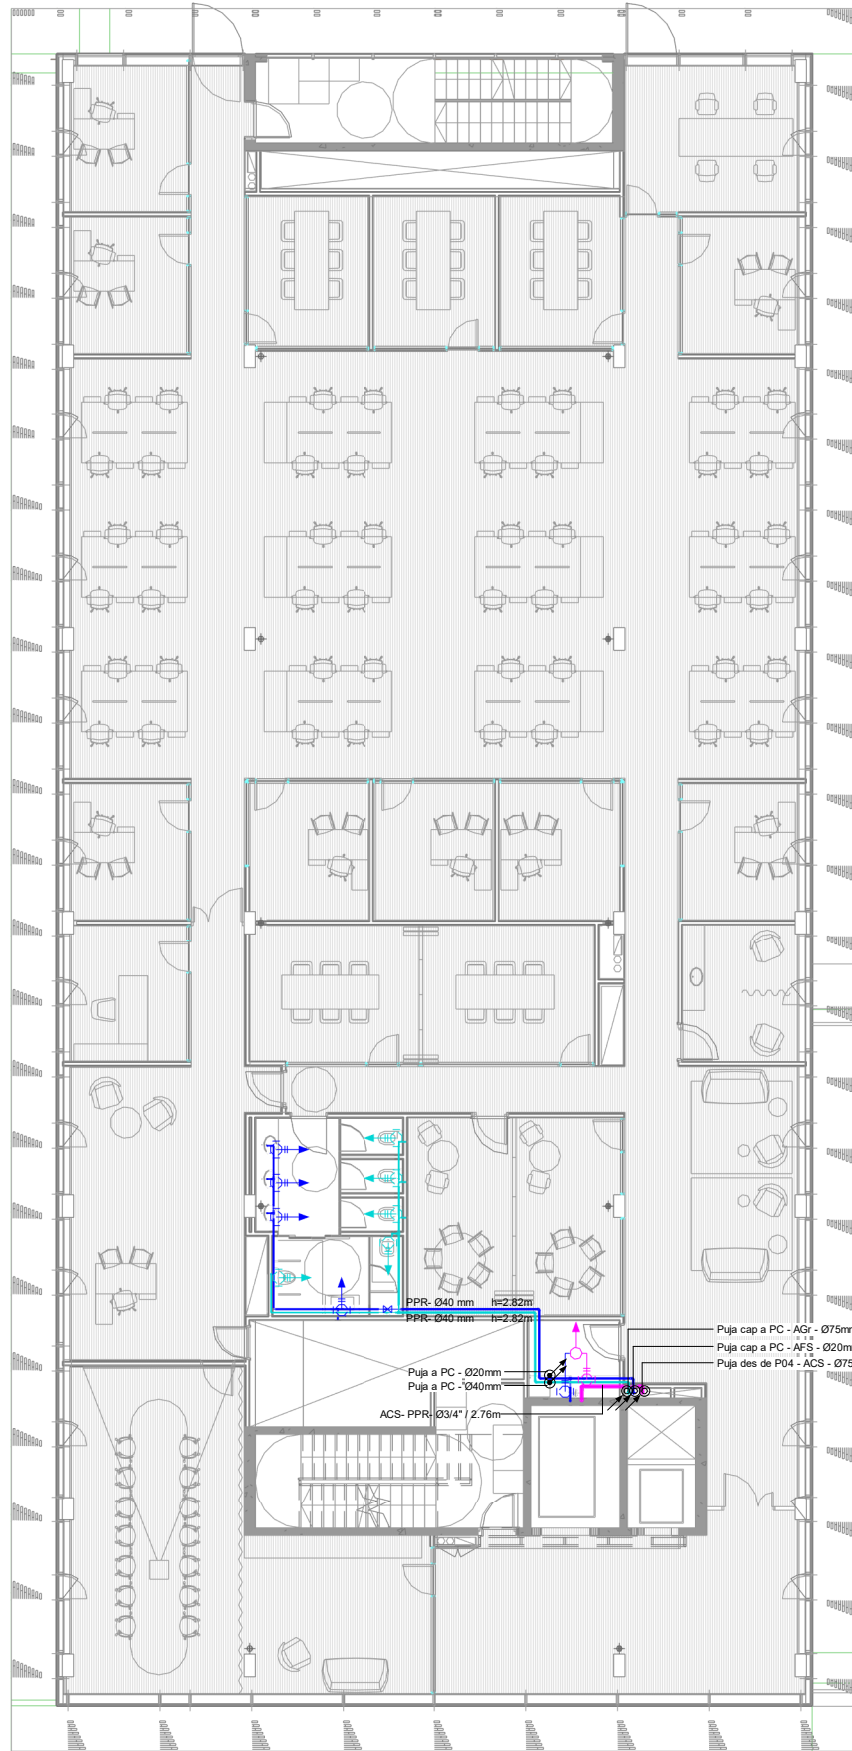 PPR- Ø40 mm h=2.82m
PPR- Ø40 mm h=2.82m
Puja cap a PC - AGr - Ø75mm
Puja cap a PC - AFS - Ø20m
Puja des de P04 - ACS - Ø75
Puja a PC - Ø20mm
Puja a PC - Ø40mm
ACS- PPR- Ø3/4" / 2.76m